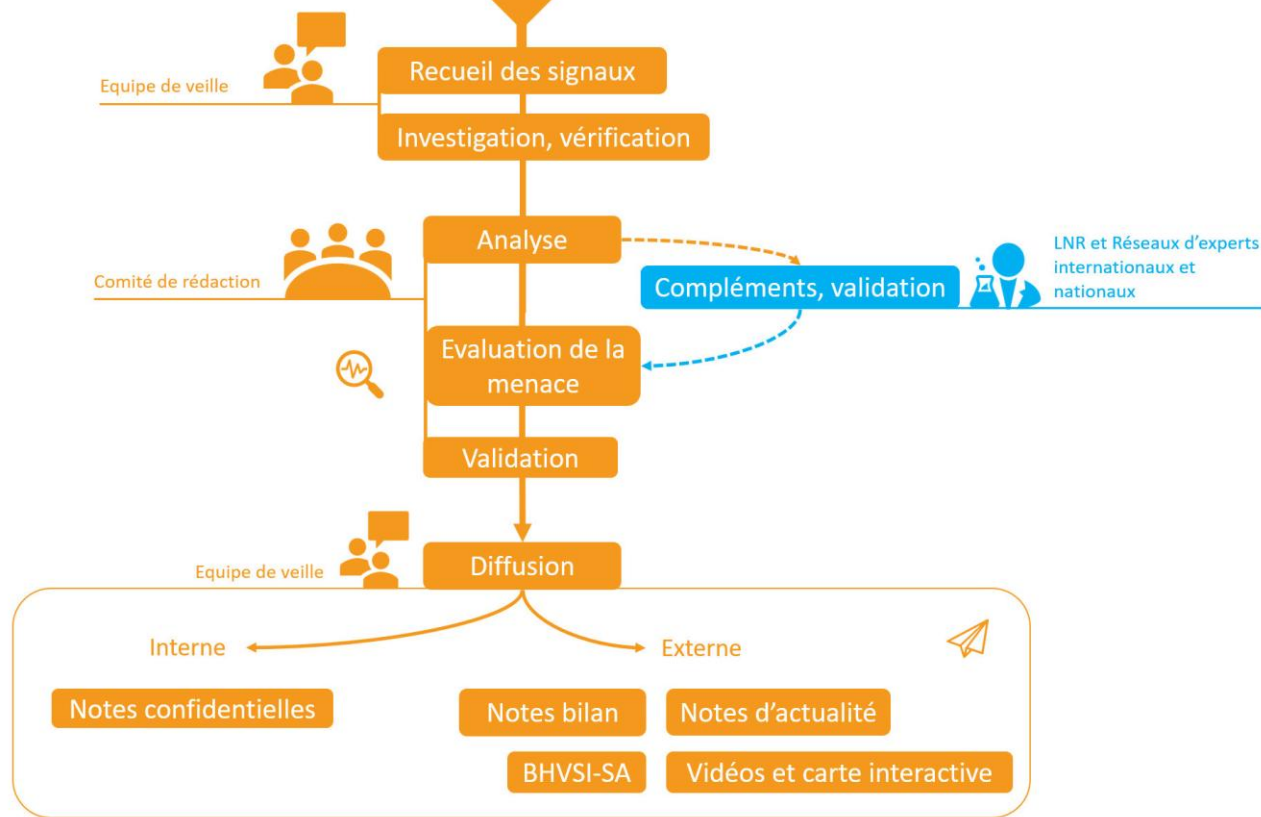 Recueil des signaux
Equipe de veille
Investigation, vérification
Analyse
Comité de rédaction
LNR et Réseaux d’experts
internationaux et
nationaux
Compléments, validation
Evaluation de la
menace
Validation
Diffusion
Equipe de veille
Interne
Externe
Notes confidentielles
Notes bilan
Notes d’actualité
BHVSI-SA
Vidéos et carte interactive